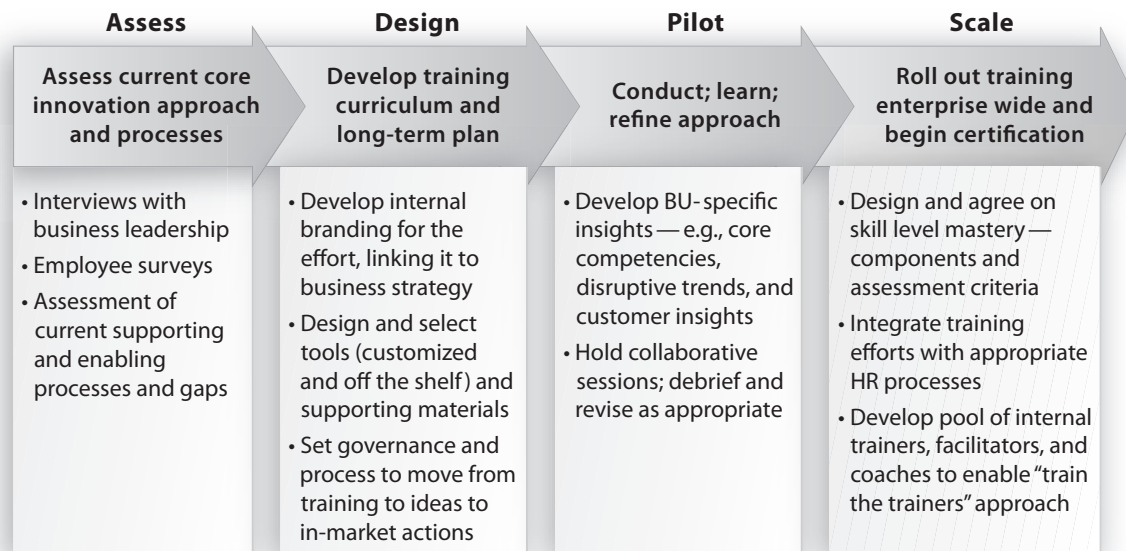 Assess
Assess current core
innovation approach
and processes
• Interviews with
business leadership
• Employee surveys
• Assessment of
current supporting
and enabling
processes and gaps
Design
Develop training
curriculum and
long-term plan
• Develop internal
branding for the
effort, linking it to
business strategy
• Design and select
tools (customized
and off the shelf) and
supporting materials
• Set governance and
process to move from
training to ideas to
in-market actions
Pilot
Conduct; learn;
refine approach
• Develop BU-specific
insights — e.g., core
competencies,
disruptive trends, and
customer insights
• Hold collaborative
sessions; debrief and
revise as appropriate
Scale
Roll out training
enterprise wide and
begin certification
• Design and agree on
skill level mastery —
components and
assessment criteria
• Integrate training
efforts with appropriate
HR processes
• Develop pool of internal
trainers, facilitators, and
coaches to enable “train
the trainers” approach